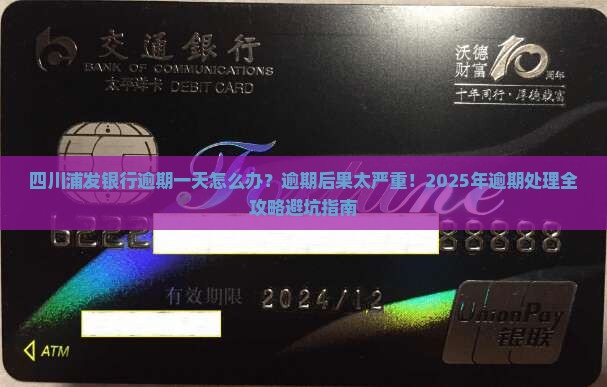 交通銀行
BANK OF COMMUNICATIONS
太平洋卡 DEBIT CARD
沃德
财富
10
周年
十年同行·厚德载富
Fortune
四川浦发银行逾期一天怎么办？逾期后果太严重！2025年逾期处理全
攻略避坑指南
6222
88888
有效期限 2024/12
UnionPay
银联
ATM